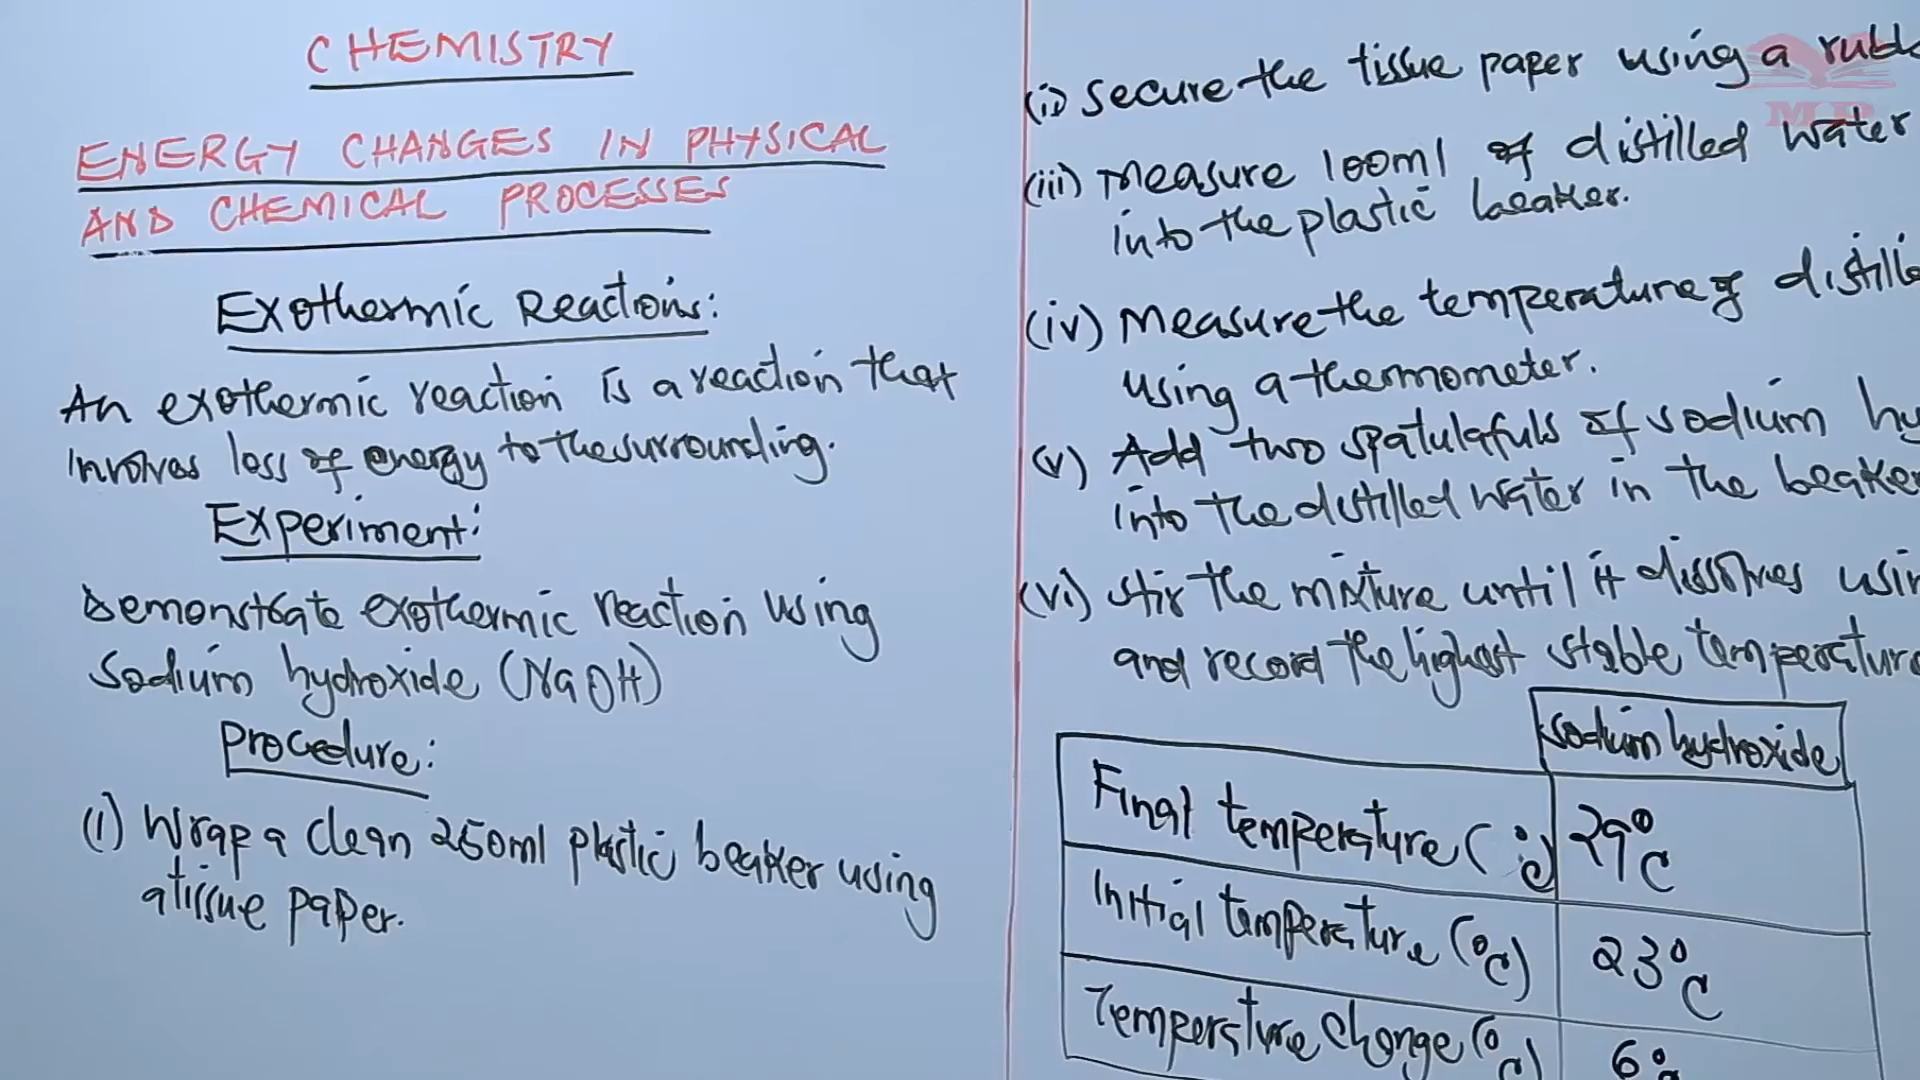 CHEMISTRY
ENERGY CHANGES IN PHYSICAL
AND CHEMICAL PROCESSES
Exothermic Reactions:
An exothermic reaction is a reaction that
involves loss of energy to the surrounding.
Experiment:
Demonstrate exothermic reaction using
Sodium hydroxide (NaOH)
Procedure:
(i) Wrap a clean 250ml plastic beaker using
a tissue paper.
(ii) Secure the tissue paper using a
(iii) Measure 100ml of distilled water
into the plastic beaker.
(iv) Measure the temperature of
using a thermometer.
(v) Add two spatulafuls of sodium
into the distilled water in the beaker
(vi) Stir the mixture until it dissolves
and record the highest stable temperature
Sodium hydroxide
Final temperature (°C) 29°C
Initial temperature (°C) 23°C
Temperature change (°C) 6°C
MP